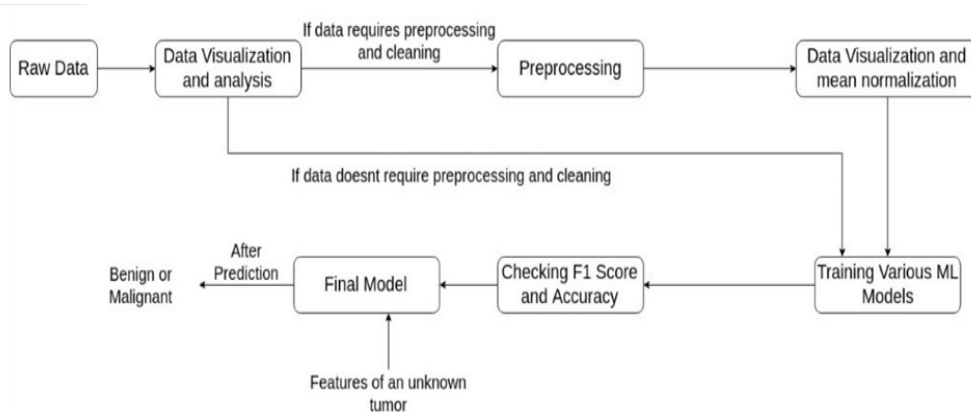 If data requires preprocessing
and cleaning
Raw Data
Data Visualization
and analysis
Preprocessing
Data Visualization and
mean normalization
If data doesnt require preprocessing and cleaning
Benign or
Malignant
After
Prediction
Final Model
Checking F1 Score
and Accuracy
Training Various ML
Models
Features of an unknown
tumor